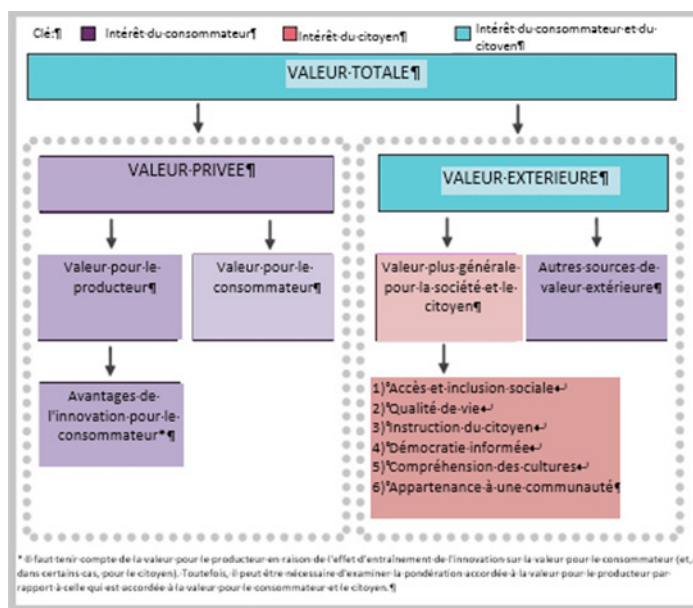 Clé:¶ Intérêt·du·consommateur¶ Intérêt·du·citoyen¶ Intérêt·du·consommateur·et·du·
citoven¶
VALEUR·TOTALE¶
VALEUR·PRIVEE¶
VALEUR·EXTERIEURE¶
Valeur·pour·le·
producteur¶
Valeur·pour·le·
consommateur¶
Valeur·plus·générale·
pour·la·société·et·le·
citoyen¶
Autres·sources·de·
valeur·extérieure¶
Avantages·de·
l'innovation·pour·le·
consommateur*¶
1)°Accès·et·inclusion·sociale↵
2)°Qualité·de·vie↵
3)°Instruction·du·citoyen↵
4)°Démocratie·informée↵
5)°Compréhension·des·cultures↵
6)°Appartenance·à·une·communauté¶
*·Il·faut·tenir·compte·de·la·valeur·pour·le·producteur·en·raison·de·l'effet·d'entraînement·de·l'innovation·sur·la·valeur·pour·le·consommateur·(et,·
dans·certains·cas,·pour·le·citoyen).·Toutefois,·il·peut·être·nécessaire·d'examiner·la·pondération·accordée·à·la·valeur·pour·le·producteur·par·
rapport·à·celle·qui·est·accordée·à·la·valeur·pour·le·consommateur·et·le·citoyen.¶